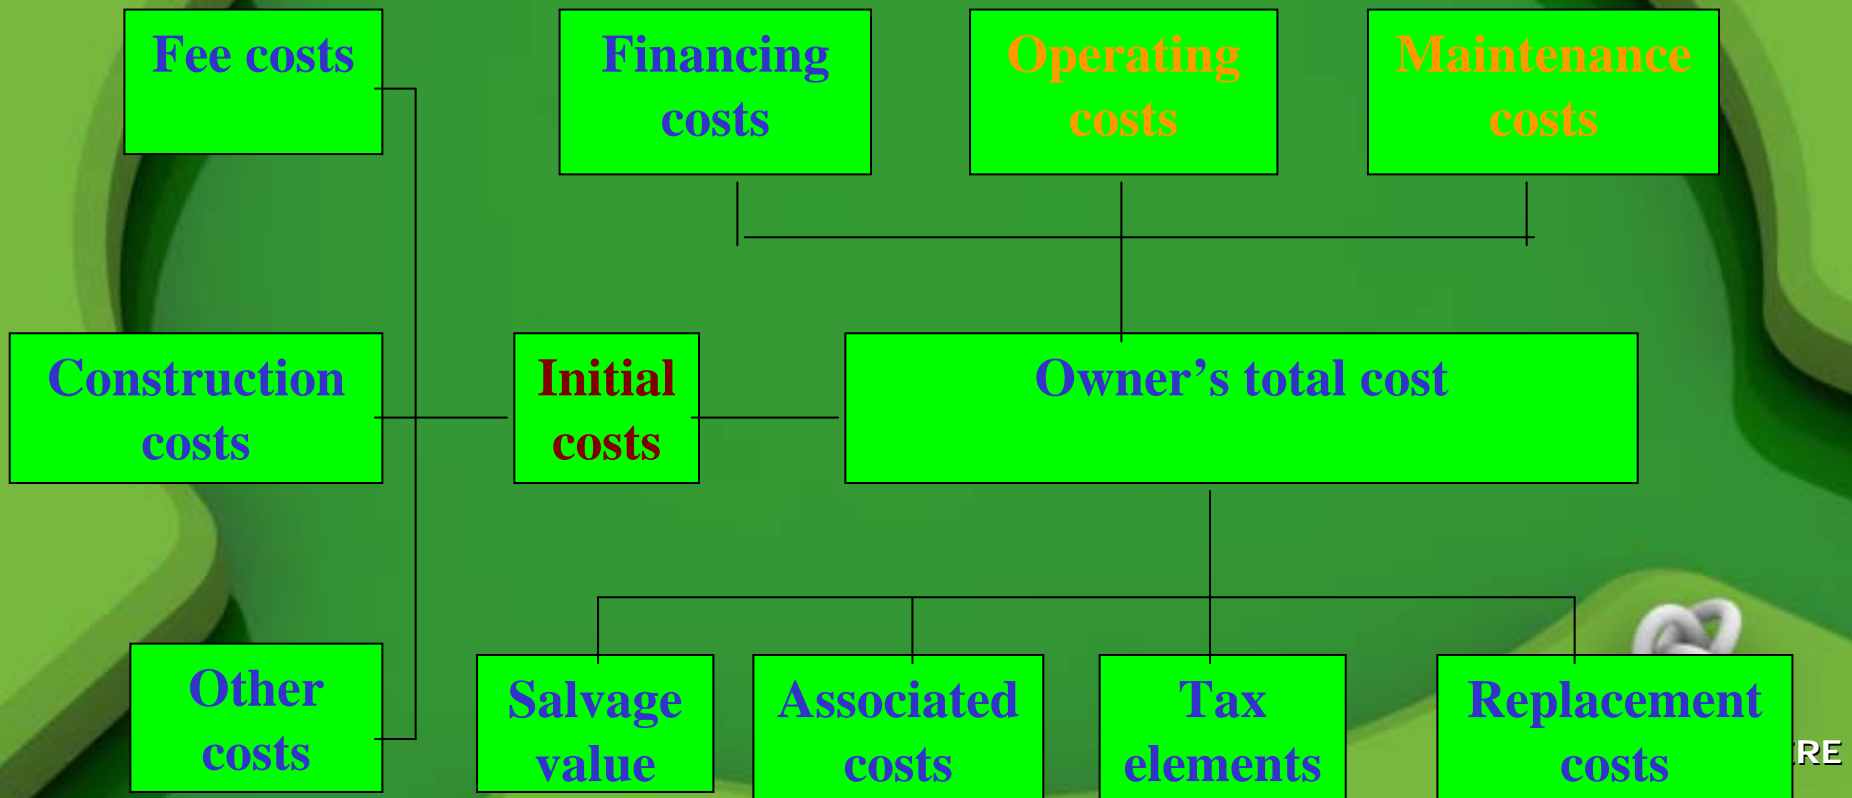 Fee costs
Financing
costs
Operating
costs
Maintenance
costs
Construction
costs
Initial
costs
Owner’s total cost
Other
costs
Salvage
value
Associated
costs
Tax
elements
Replacement
costs